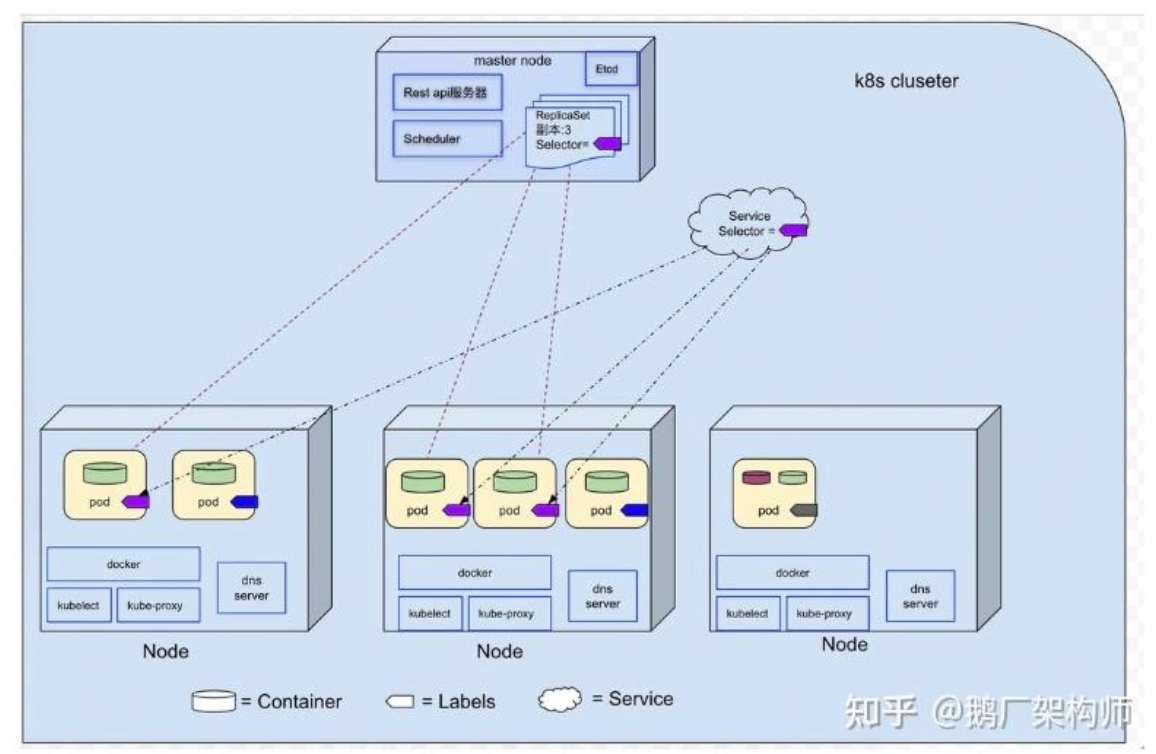 master node
Etcd
k8s cluseter
Rest api服务器
ReplicaSet
副本:3
Selector=
Scheduler
Service
Selector =
pod
pod
pod
pod
pod
pod
docker
dns
server
kubelect
kube-proxy
docker
dns
server
kubelect
kube-proxy
docker
dns
server
kubelect
kube-proxy
Node
Node
Node
= Container
= Labels
= Service
知乎 @鹅厂架构师